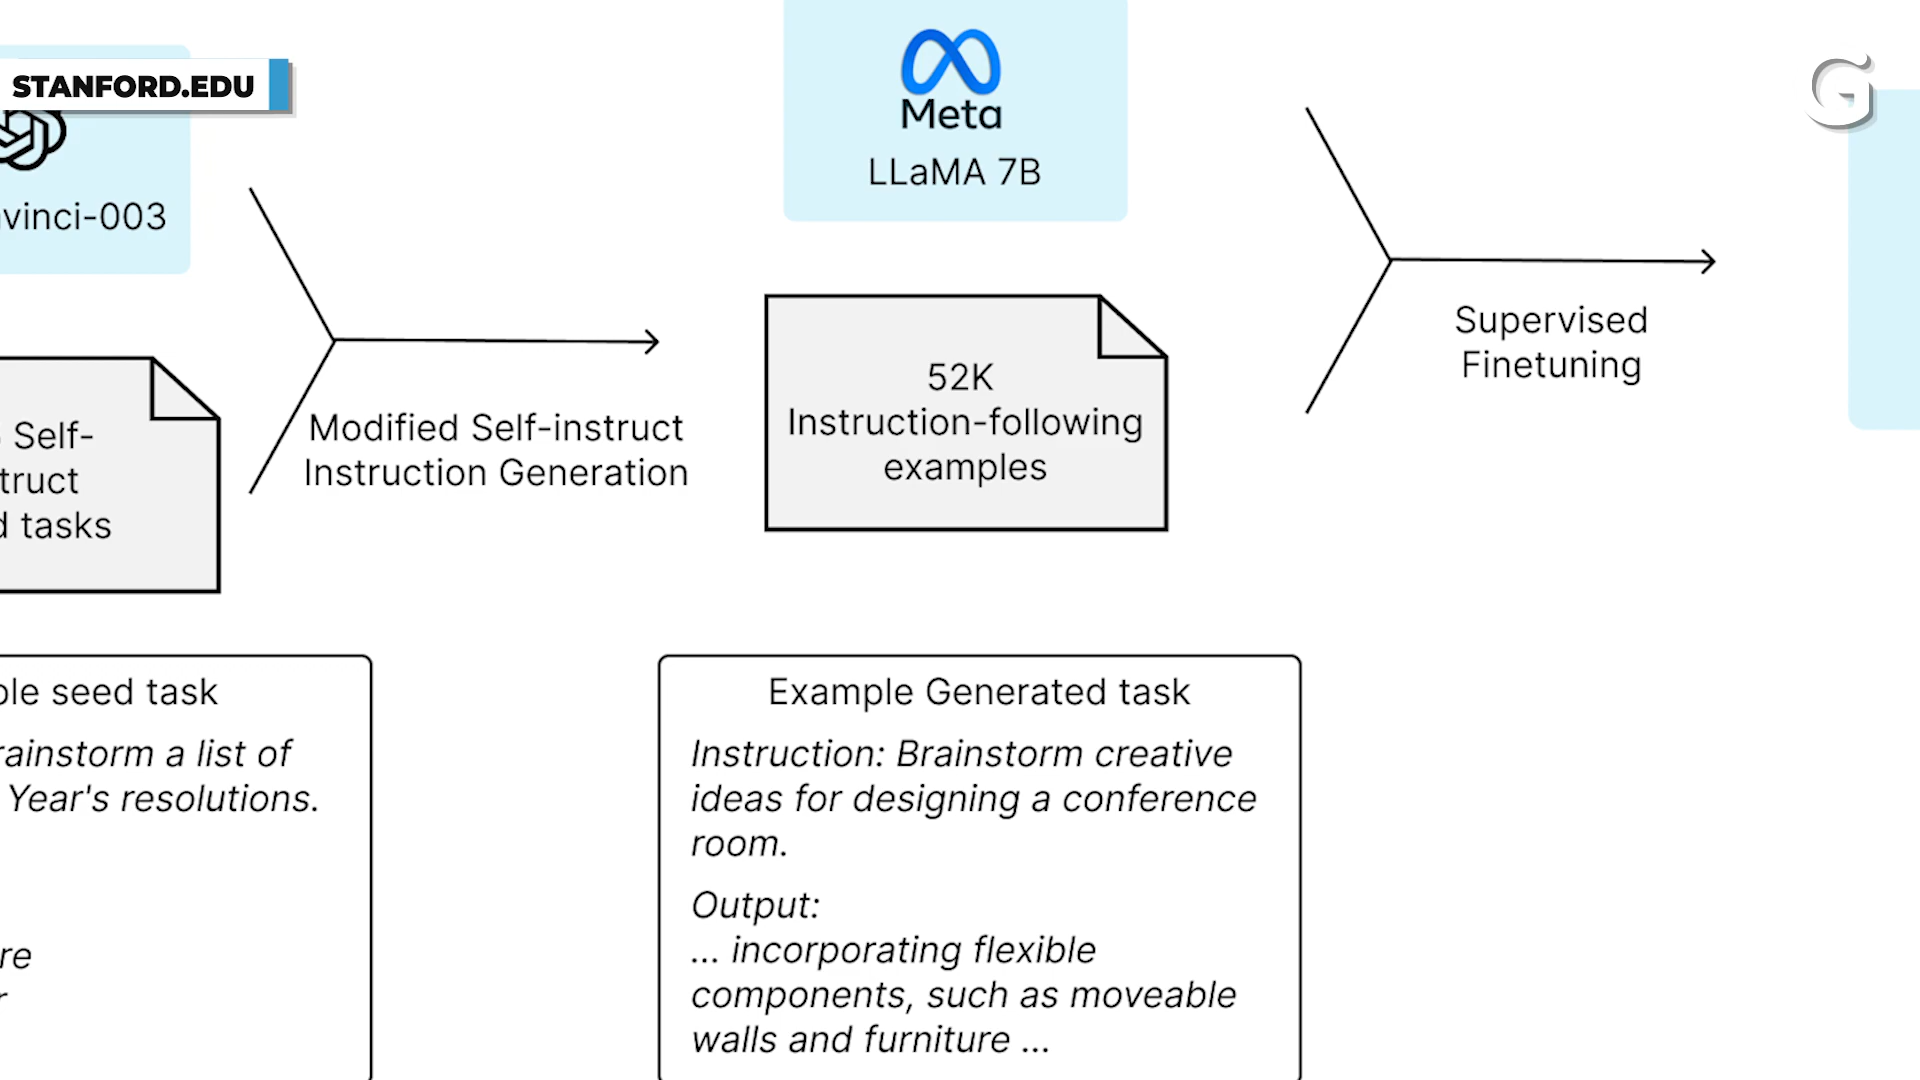 STANFORD.EDU
vinci-003
Self-
truct
tasks
Modified Self-instruct
Instruction Generation
Meta
LLaMA 7B
52K
Instruction-following
examples
Supervised
Finetuning
G
seed task
rainstorm a list of
Year's resolutions.
re
Example Generated task
Instruction: Brainstorm creative
ideas for designing a conference
room.
Output:
... incorporating flexible
components, such as moveable
walls and furniture ...